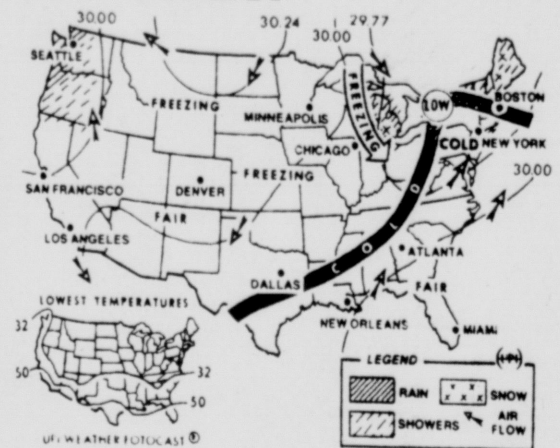 30.00
30.24
30.00
29.77
SEATTLE
FREEZING
MINNEAPOLIS
FREEZING
LOW
BOSTON
CHICAGO
COLD
NEW YORK
30.00
SAN FRANCISCO
DENVER
FREEZING
FAIR
COLD
LOS ANGELES
ATLANTA
DALLAS
FAIR
NEW ORLEANS
MIAMI
LOWEST TEMPERATURES
32
50
32
50
UPI WEATHER FOTOCAST ®
LEGEND
UPI
RAIN
SNOW
SHOWERS
AIR FLOW